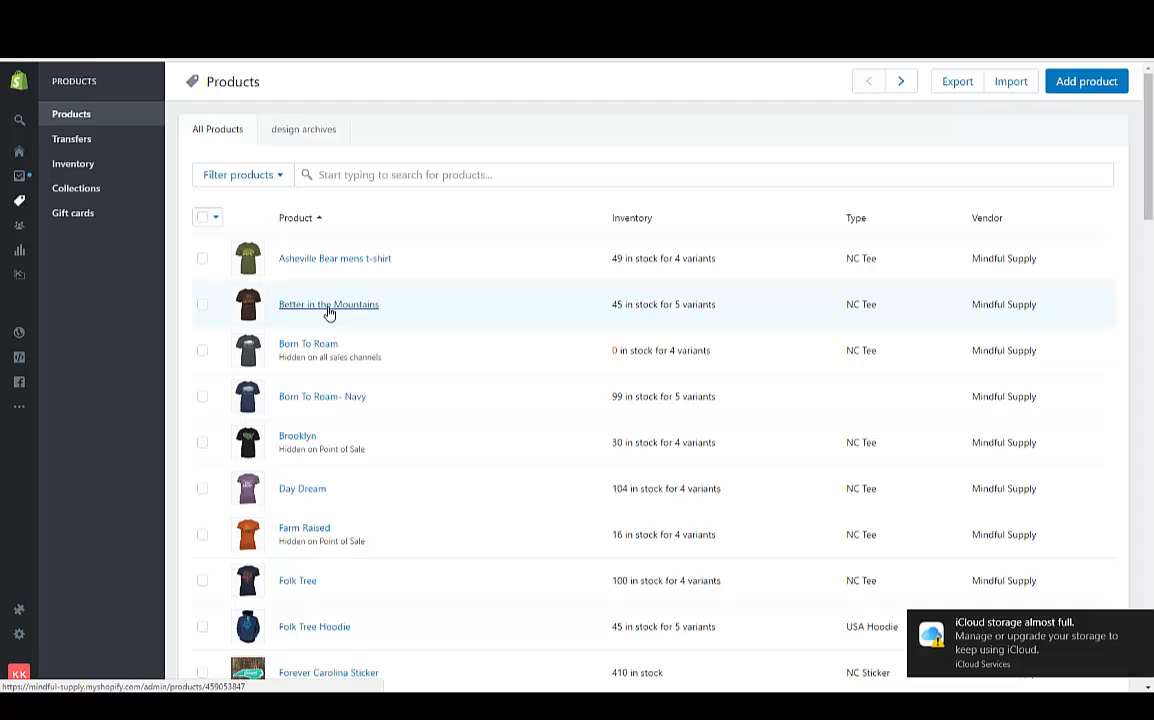 PRODUCTS
Products
Transfers
Inventory
Collections
Gift cards
KK
Products
Export
Import
Add product
All Products
design archives
Filter products
Start typing to search for products...
Product
Inventory
Type
Vendor
Asheville Bear mens t-shirt
49 in stock for 4 variants
NC Tee
Mindful Supply
Better in the Mountains
45 in stock for 5 variants
NC Tee
Mindful Supply
Born To Roam
Hidden on all sales channels
0 in stock for 4 variants
NC Tee
Mindful Supply
Born To Roam- Navy
99 in stock for 5 variants
Mindful Supply
Brooklyn
Hidden on Point of Sale
30 in stock for 4 variants
NC Tee
Mindful Supply
Day Dream
104 in stock for 4 variants
NC Tee
Mindful Supply
Farm Raised
Hidden on Point of Sale
16 in stock for 4 variants
NC Tee
Mindful Supply
Folk Tree
100 in stock for 4 variants
NC Tee
Mindful Supply
Folk Tree Hoodie
45 in stock for 5 variants
USA Hoodie
Forever Carolina Sticker
410 in stock
NC Sticker
iCloud storage almost full.
Manage or upgrade your storage to
keep using iCloud.
iCloud Services
https://mindful-supply.myshopify.com/admin/products/459053847